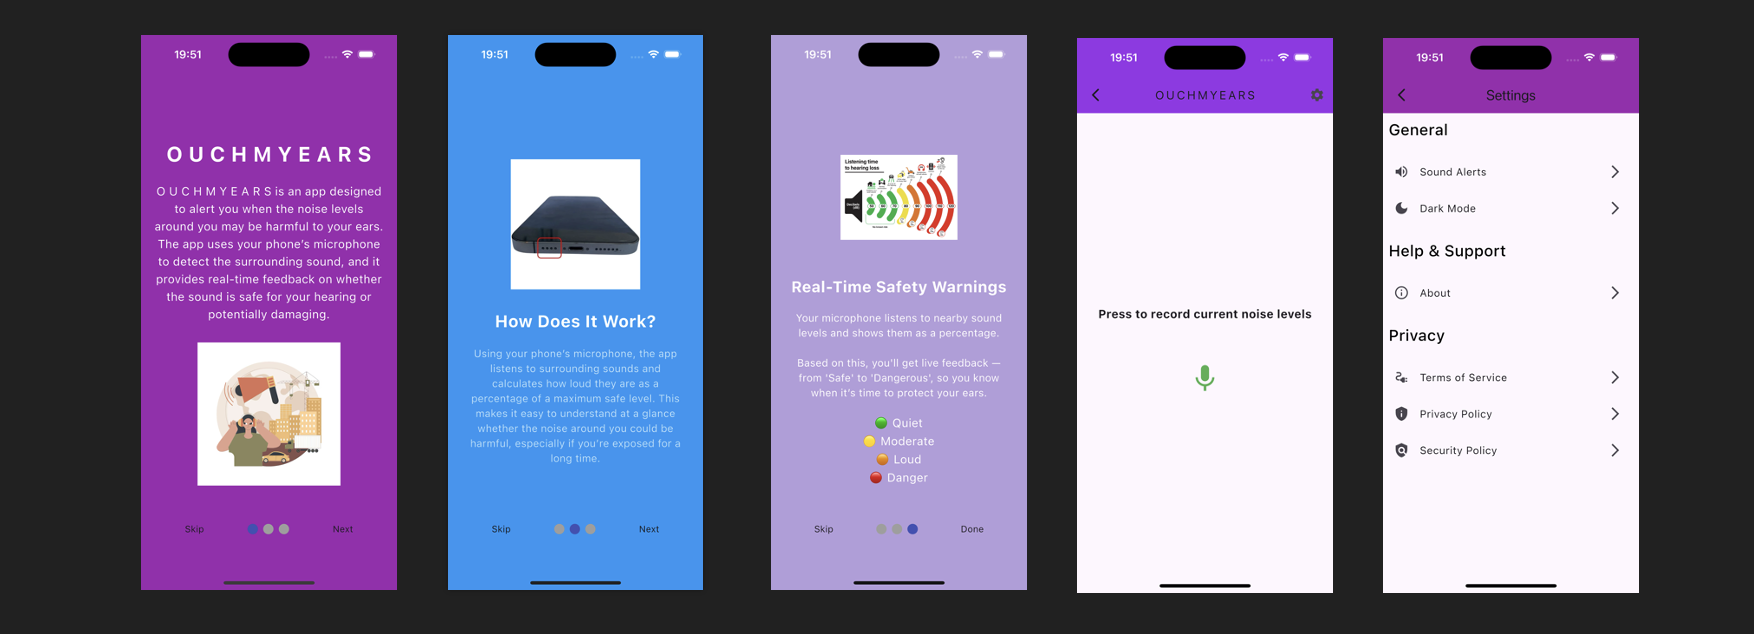 19:51
OUCHMYEARS
O U C H M Y E A R S is an app designed
to alert you when the noise levels
around you may be harmful to your ears.
The app uses your phone's microphone
to detect the surrounding sound, and it
provides real-time feedback on whether
the sound is safe for your hearing or
potentially damaging.
Skip
Next
19:51
How Does It Work?
Using your phone's microphone, the app
listens to surrounding sounds and
calculates how loud they are as a
percentage of a maximum safe level. This
makes it easy to understand at a glance
whether the noise around you could be
harmful, especially if you're exposed for a
long time.
Skip
Next
19:51
Listening time
to hearing loss
Real-Time Safety Warnings
Your microphone listens to nearby sound
levels and shows them as a percentage.
Based on this, you'll get live feedback —
from 'Safe' to 'Dangerous', so you know
when it's time to protect your ears.
Quiet
Moderate
Loud
Danger
Skip
Done
19:51
OUCHMYEARS
Press to record current noise levels
19:51
Settings
General
Sound Alerts
Dark Mode
Help & Support
About
Privacy
Terms of Service
Privacy Policy
Security Policy